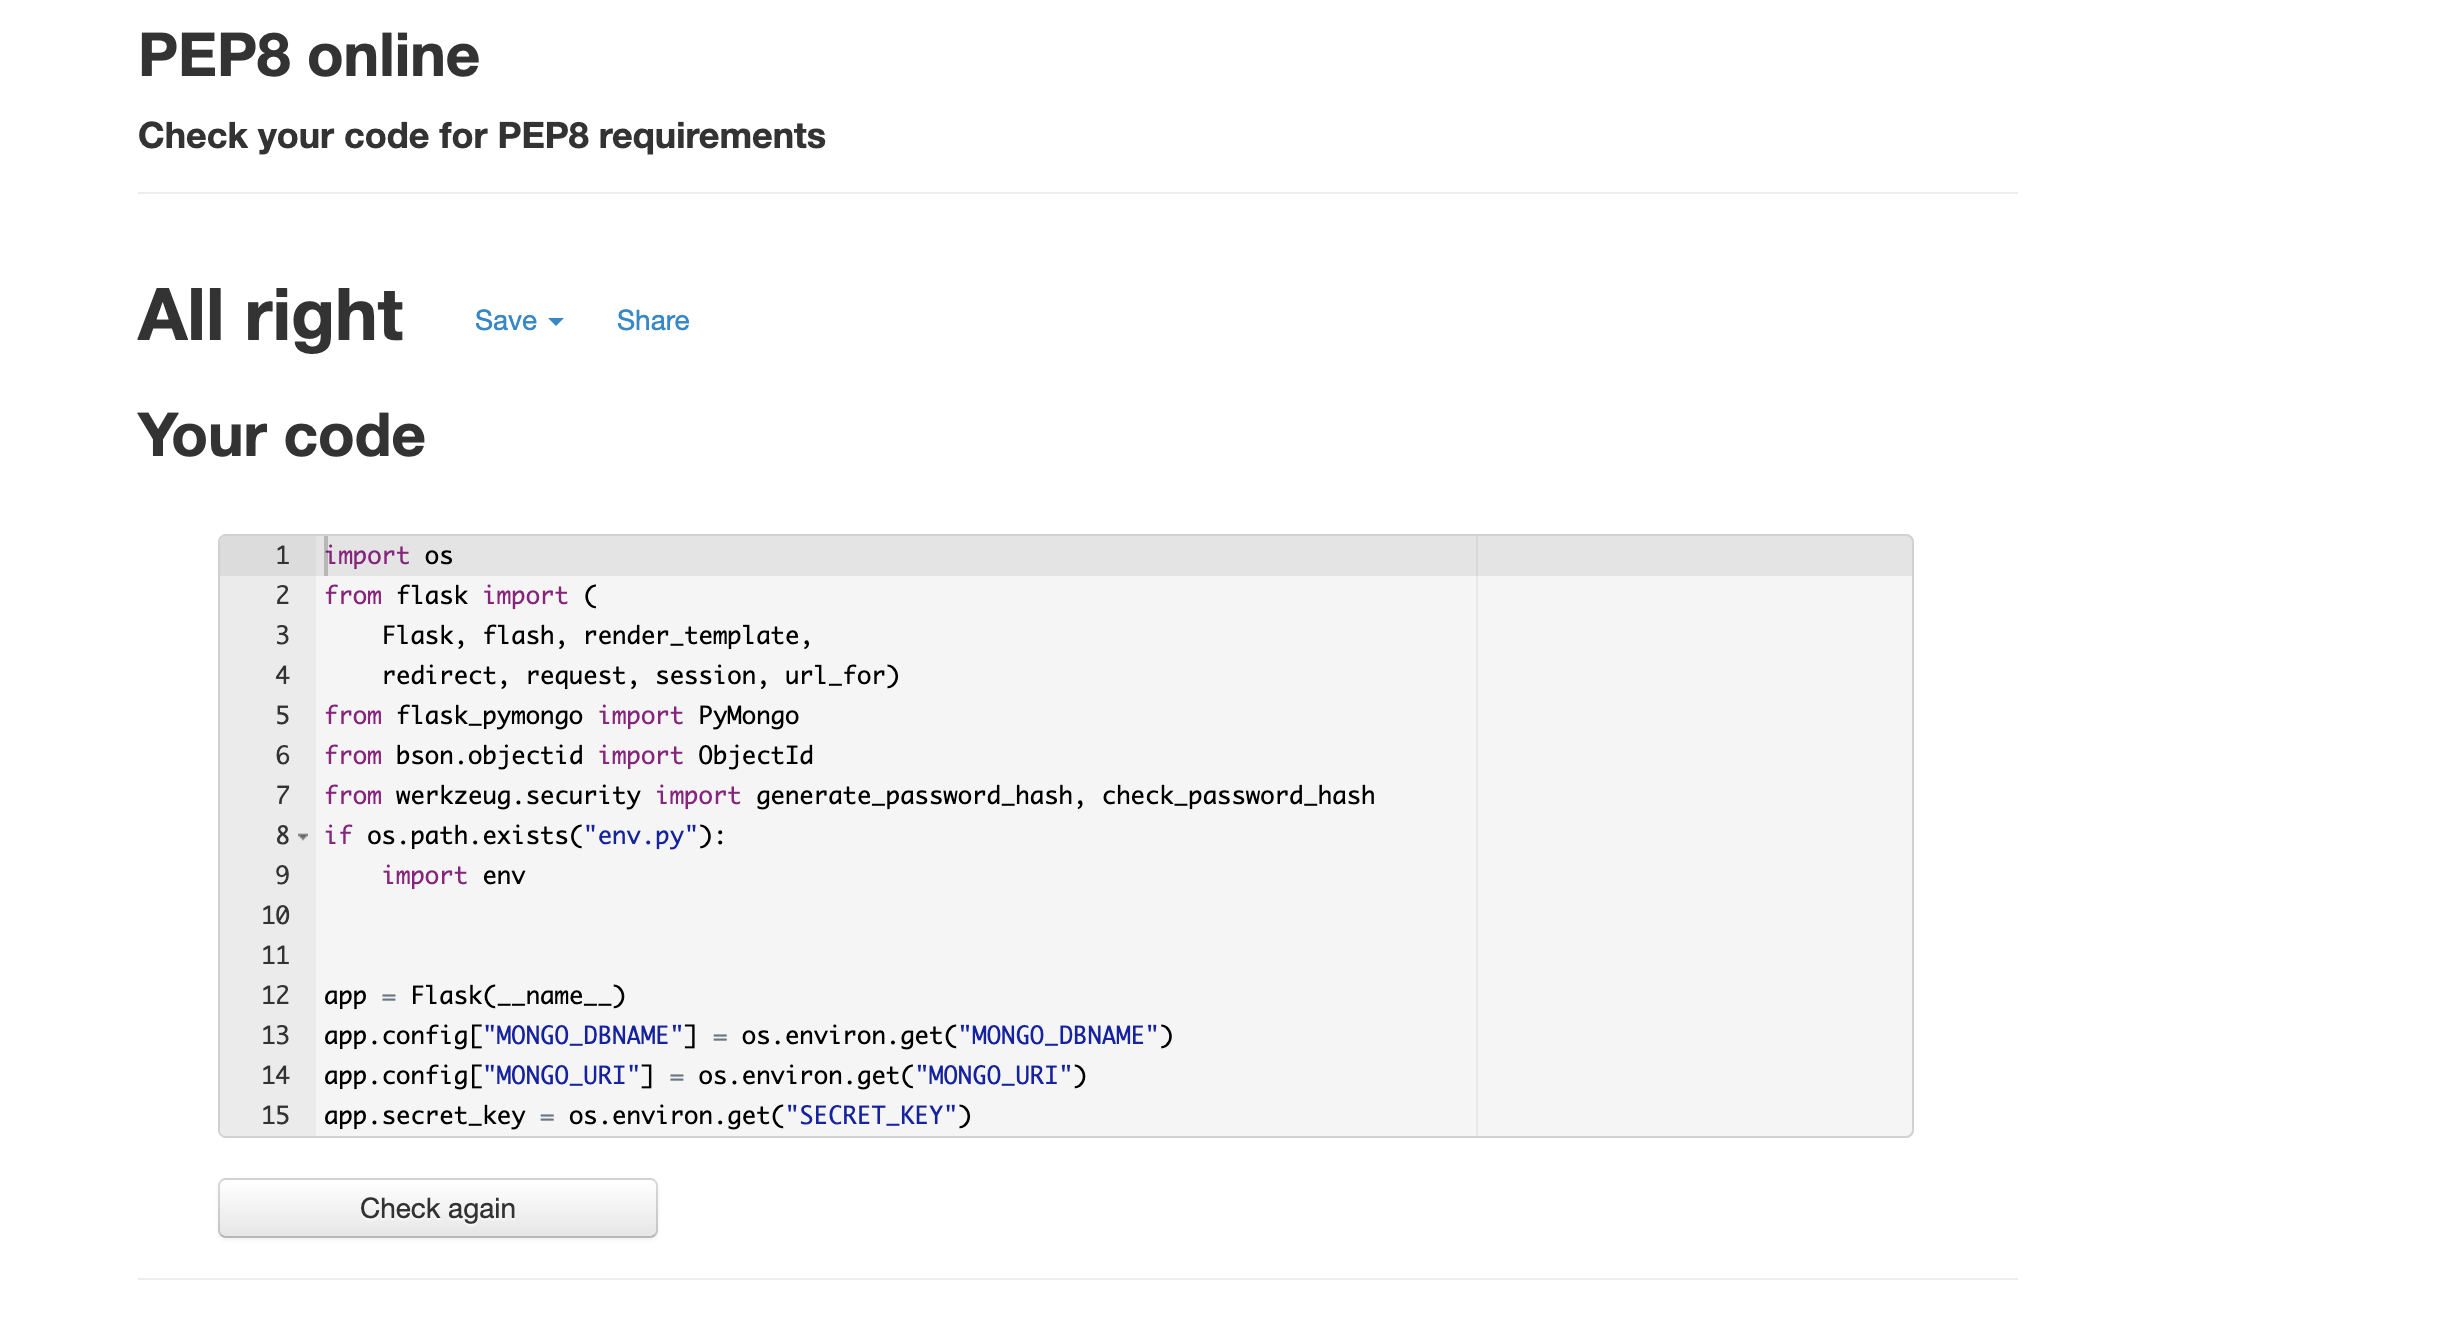 PEP8 online
Check your code for PEP8 requirements
All right Save Share
Your code
1 import os
2 from flask import (
3     Flask, flash, render_template,
4     redirect, request, session, url_for)
5 from flask_pymongo import PyMongo
6 from bson.objectid import ObjectId
7 from werkzeug.security import generate_password_hash, check_password_hash
8 if os.path.exists("env.py"):
9     import env
10
11
12 app = Flask(__name__)
13 app.config["MONGO_DBNAME"] = os.environ.get("MONGO_DBNAME")
14 app.config["MONGO_URI"] = os.environ.get("MONGO_URI")
15 app.secret_key = os.environ.get("SECRET_KEY")
Check again